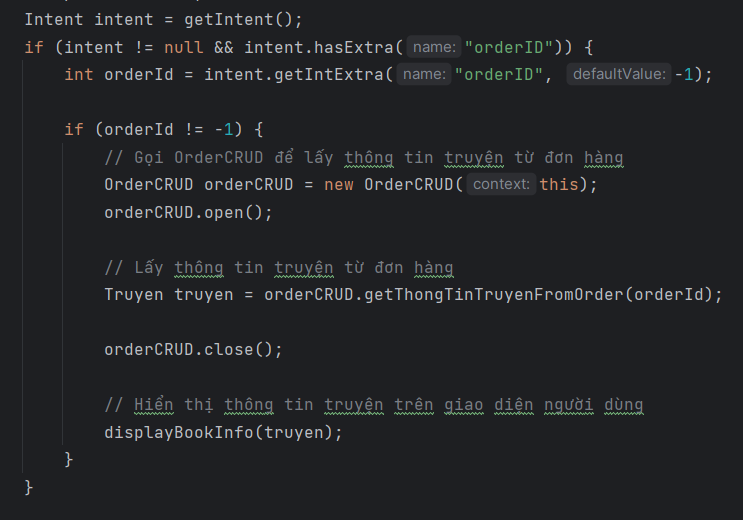 Intent intent = getIntent();
if (intent != null && intent.hasExtra( name: "orderID")) {
int orderId = intent.getIntExtra( name: "orderID", defaultValue: -1);
if (orderId != -1) {
// Gọi OrderCRUD để lấy thông tin truyện từ đơn hàng
OrderCRUD orderCRUD = new OrderCRUD( context: this);
orderCRUD.open();
// Lấy thông tin truyện từ đơn hàng
Truyen truyen = orderCRUD.getThongTinTruyenFromOrder(orderId);
orderCRUD.close();
// Hiển thị thông tin truyện trên giao diện người dùng
displayBookInfo(truyen);
}
}